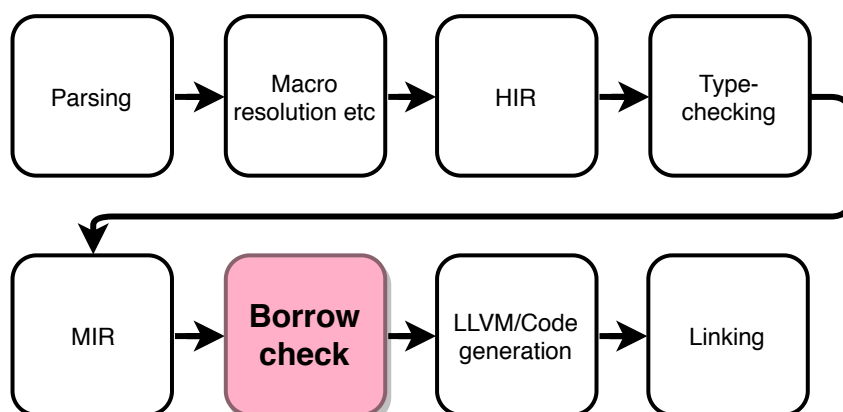 Parsing
Macro
resolution etc
HIR
Type-
checking
MIR
Borrow
check
LLVM/Code
generation
Linking